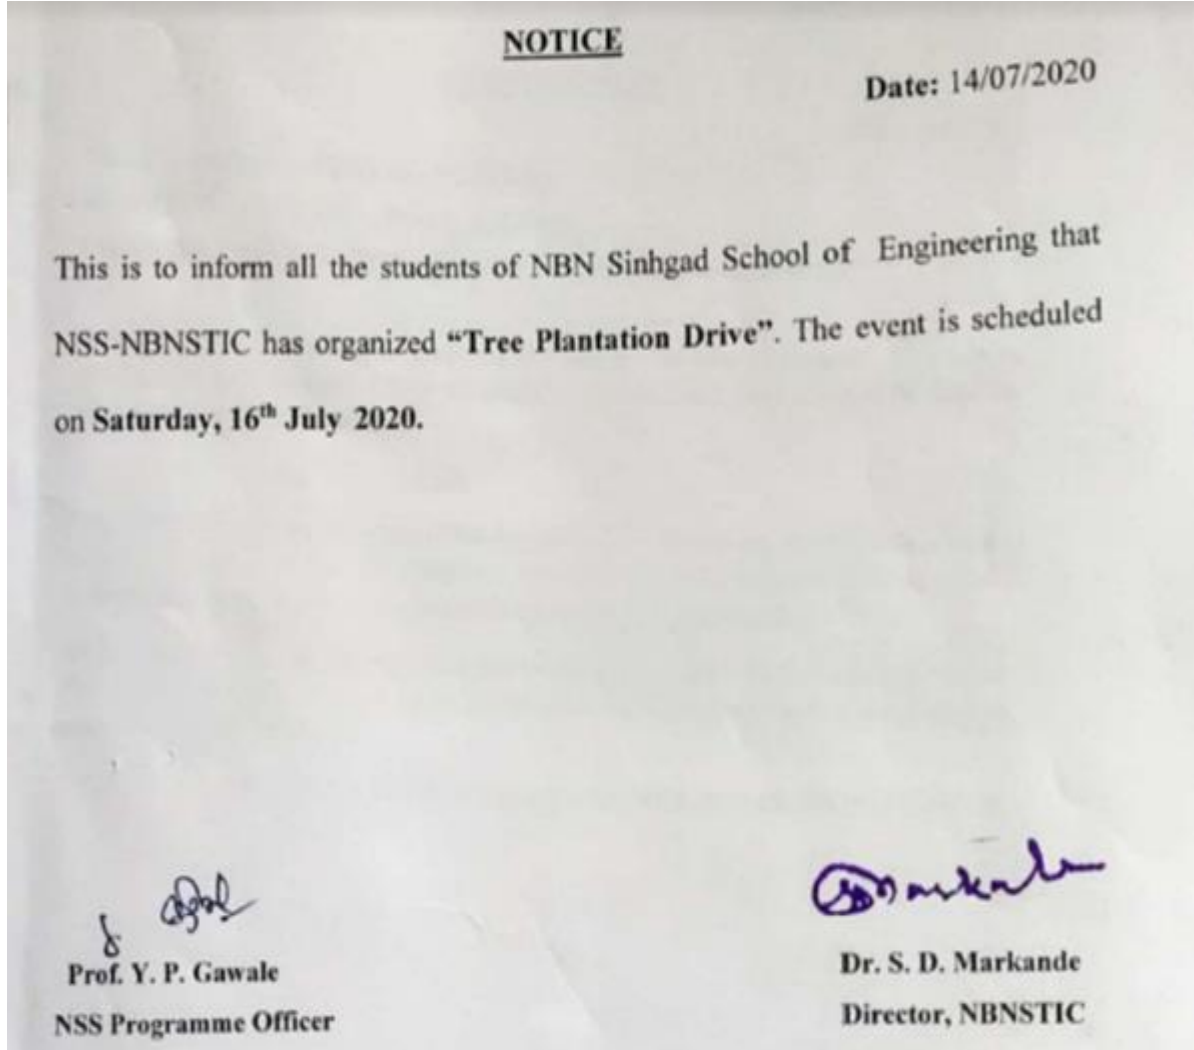 NOTICE
Date: 14/07/2020
This is to inform all the students of NBN Sinhgad School of Engineering that
NSS-NBNSTIC has organized “Tree Plantation Drive”. The event is scheduled
on Saturday, 16th July 2020.
Markande
Prof. Y. P. Gawale
Dr. S. D. Markande
NSS Programme Officer
Director, NBNSTIC